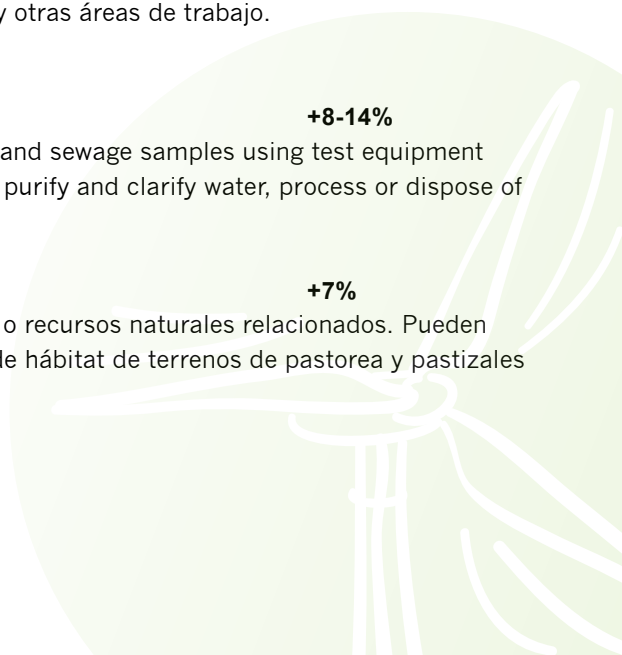 y otras áreas de trabajo.
+8-14%
and sewage samples using test equipment
purify and clarify water, process or dispose of
+7%
o recursos naturales relacionados. Pueden
de hábitat de terrenos de pastorea y pastizales